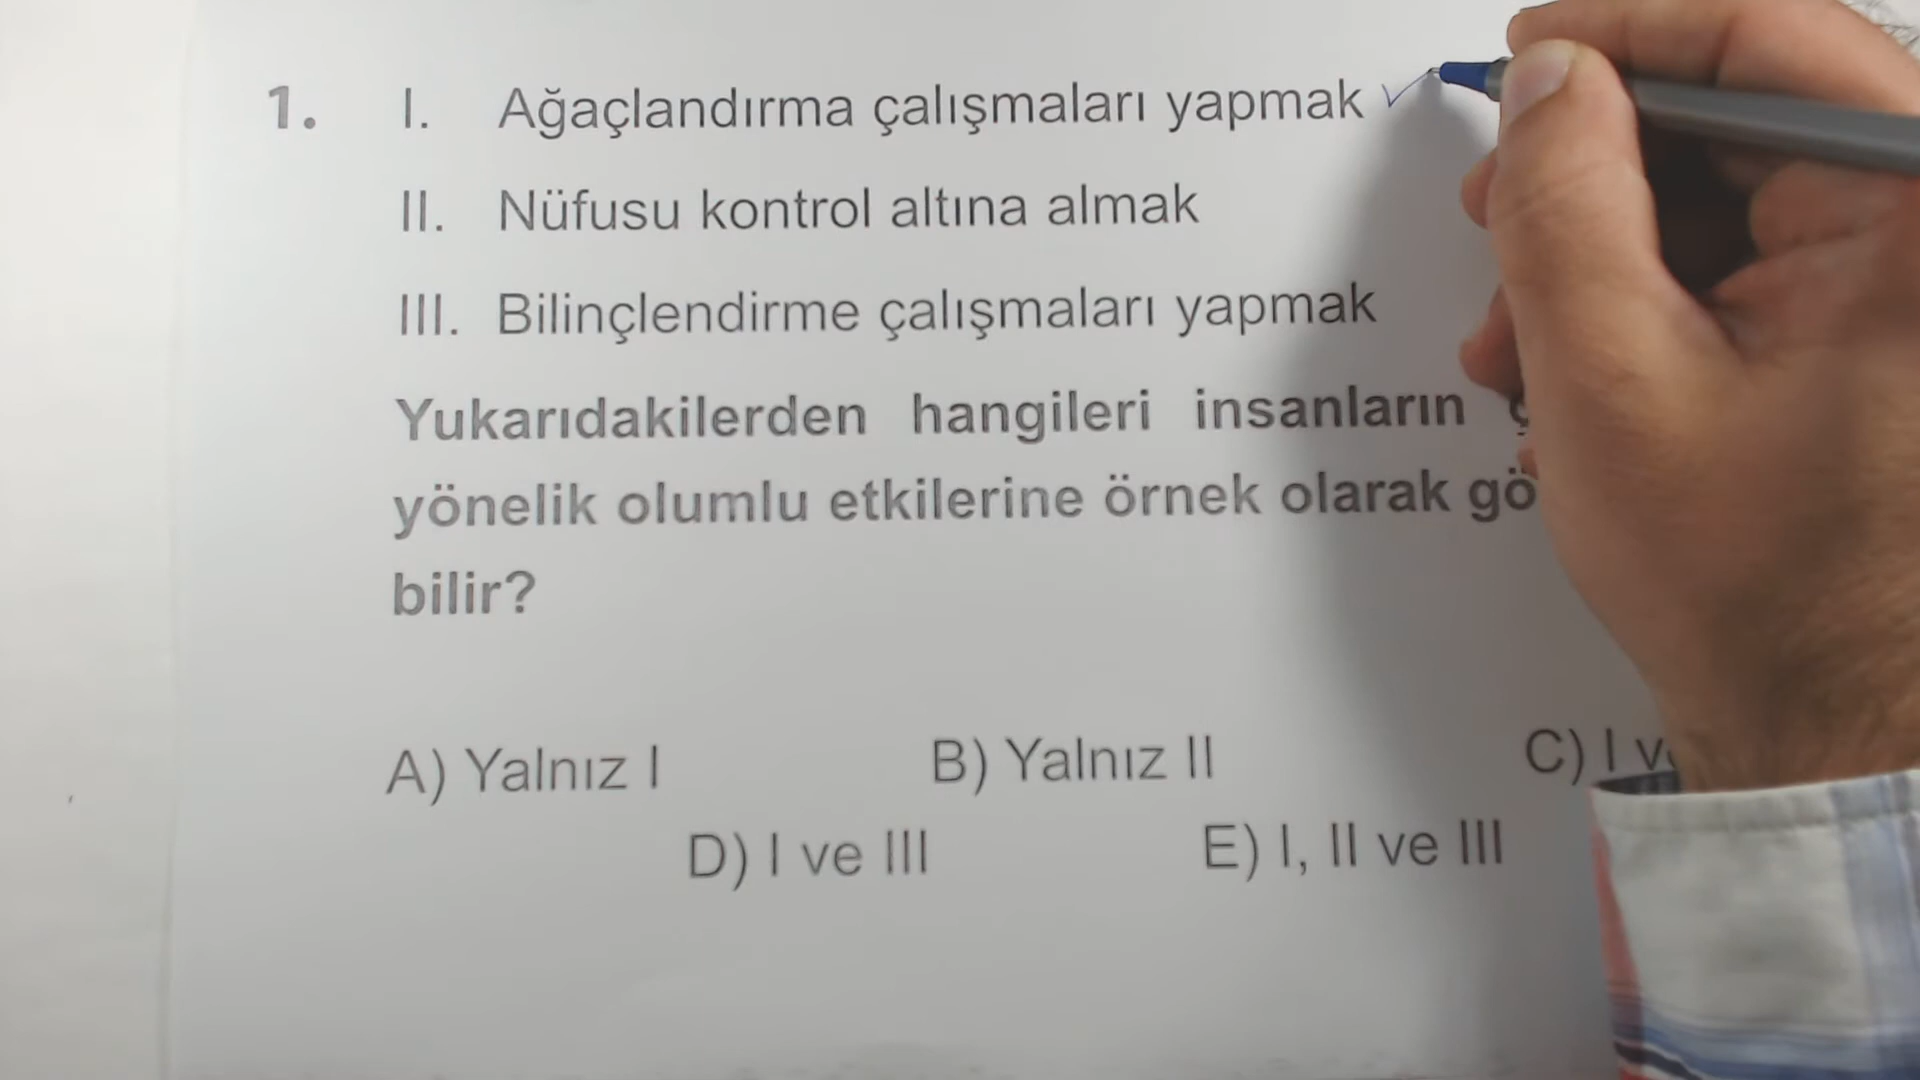 1. I. Ağaçlandırma çalışmaları yapmak
II. Nüfusu kontrol altına almak
III. Bilinçlendirme çalışmaları yapmak
Yukarıdakilerden hangileri insanların
yönelik olumlu etkilerine örnek olarak gö
bilir?
A) Yalnız I B) Yalnız II C) I
D) I ve III E) I, II ve III